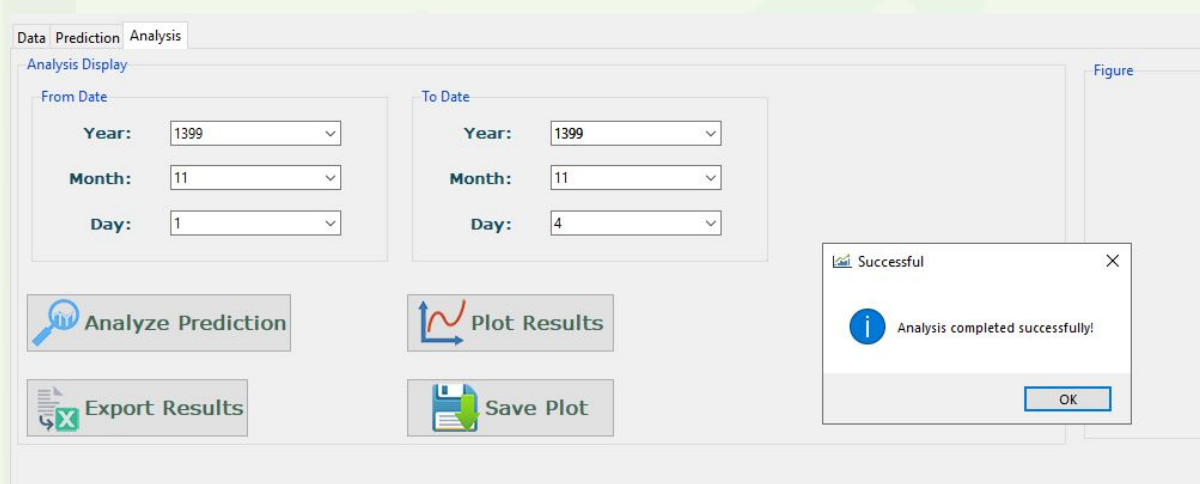 Data Prediction Analysis
Analysis Display
Figure
From Date
To Date
Year: 1399
Year: 1399
Month: 11
Month: 11
Day: 1
Day: 4
Successful
Analysis completed successfully!
OK
Analyze Prediction
Plot Results
Export Results
Save Plot